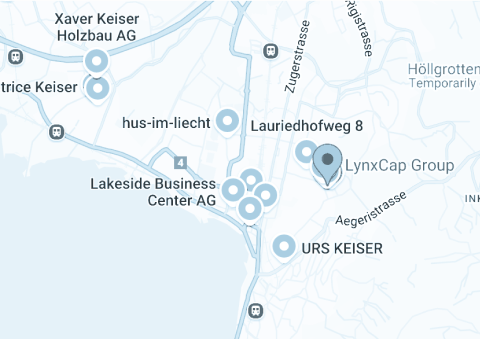 Xaver Keiser
Holzbau AG
trice Keiser
Zugerstrasse
Rigistrasse
Höllgrotten
Temporarily
hus-im-liecht
Lauriedhofweg 8
4
LynxCap Group
Lakeside Business
Center AG
Aegeristrasse
INK
URS KEISER